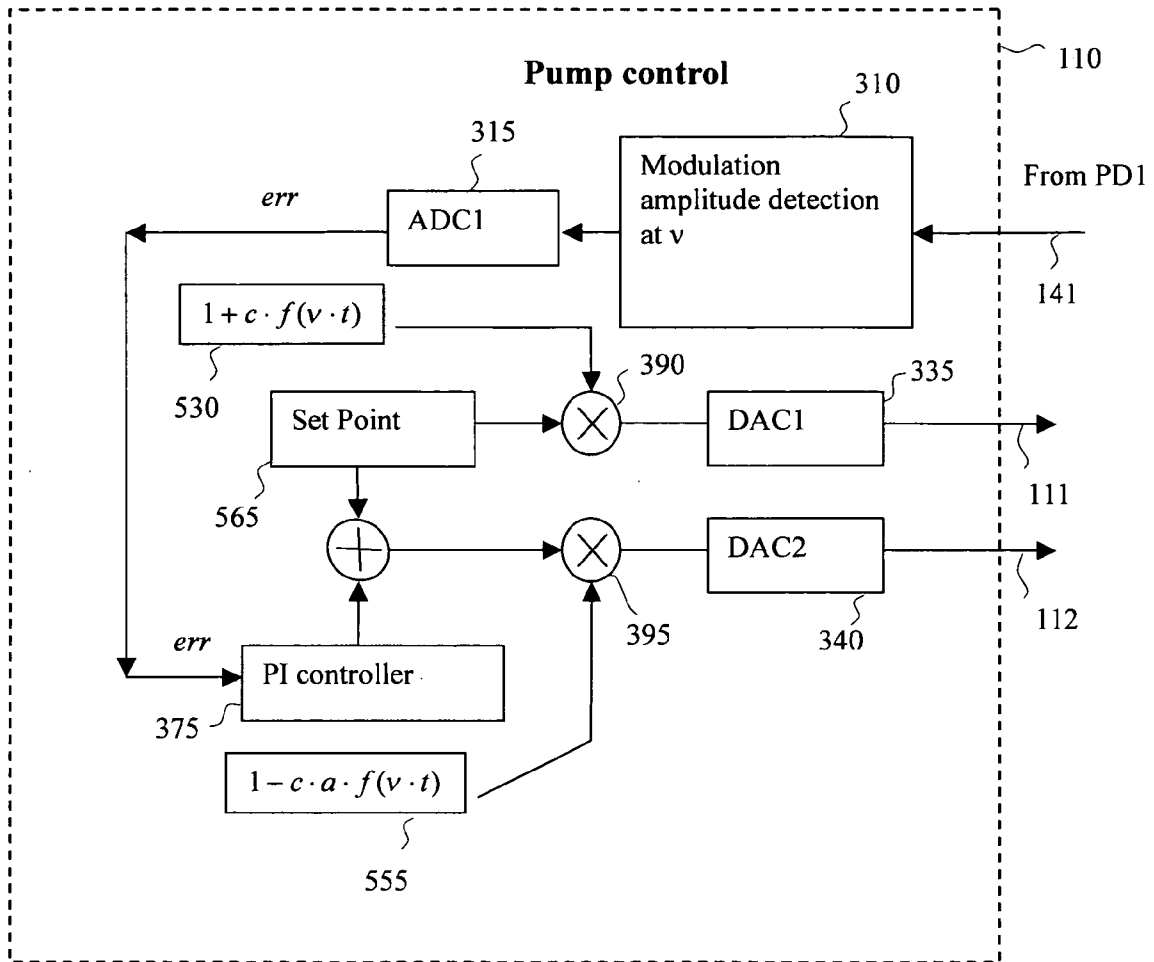 110
Pump control
310
315
Modulation
amplitude detection
at ν
From PD1
err
ADC1
141
1 + c · f(ν · t)
530
390
335
Set Point
DAC1
565
111
DAC2
395
340
112
err
PI controller
375
1 − c · a · f(ν · t)
555